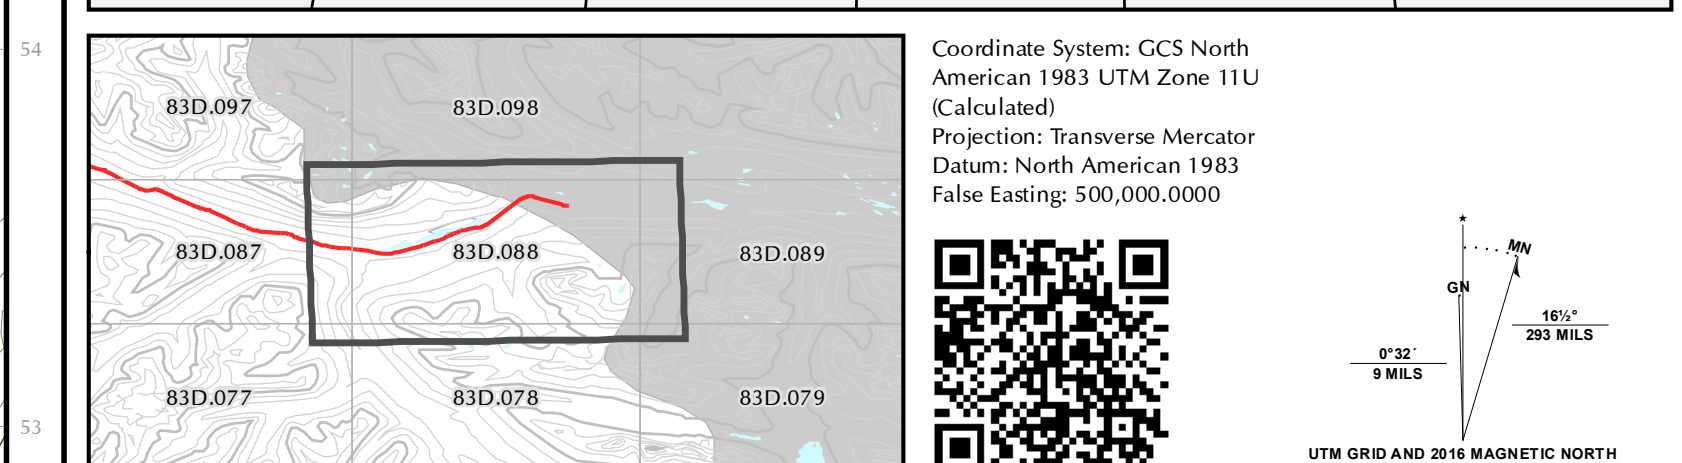 54
53
83D.097
83D.098
83D.087
83D.088
83D.089
83D.077
83D.078
83D.079
Coordinate System: GCS North
American 1983 UTM Zone 11U
(Calculated)
Projection: Transverse Mercator
Datum: North American 1983
False Easting: 500,000.0000
MN
GN
16½°
293 MILS
0°32´
9 MILS
UTM GRID AND 2016 MAGNETIC NORTH